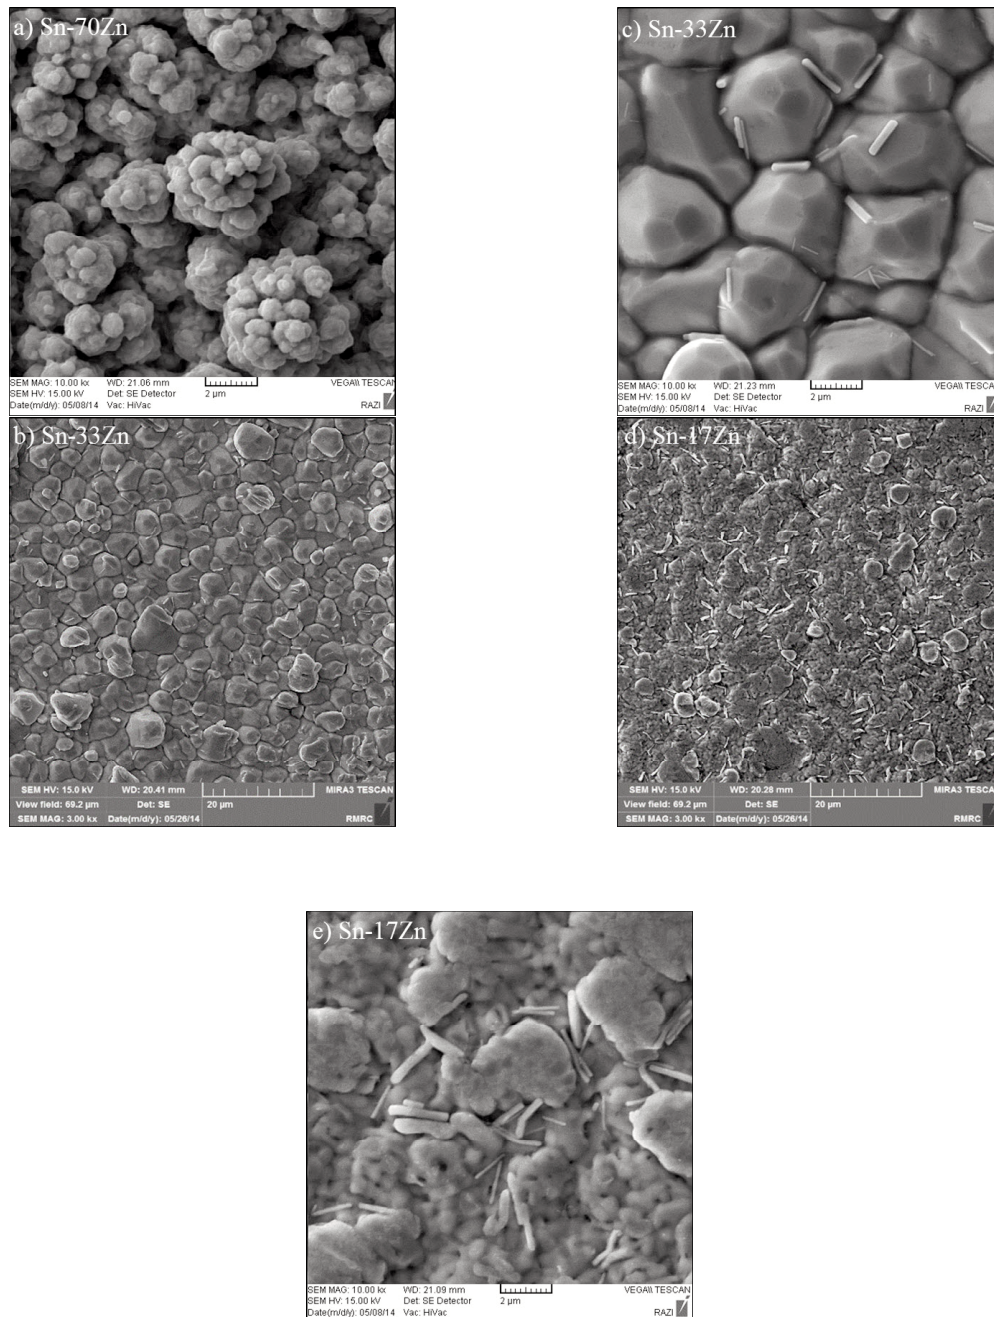 a) Sn-70Zn
SEM MAG: 10.00 kx WD: 21.06 mm
SEM HV: 15.00 kV Det: SE Detector 2 µm VEGA\\ TESCAN
Date(m/d/y): 05/08/14 Vac: HiVac RAZI
c) Sn-33Zn
SEM MAG: 10.00 kx WD: 21.23 mm
SEM HV: 15.00 kV Det: SE Detector 2 µm VEGA\\ TESCAN
Date(m/d/y): 05/08/14 Vac: HiVac RAZI
b) Sn-33Zn
SEM HV: 15.0 kV WD: 20.41 mm MIRA3 TESCAN
View field: 69.2 µm Det: SE 20 µm
SEM MAG: 3.00 kx Date(m/d/y): 05/26/14 RMRC
d) Sn-17Zn
SEM HV: 15.0 kV WD: 20.28 mm MIRA3 TESCAN
View field: 69.2 µm Det: SE 20 µm
SEM MAG: 3.00 kx Date(m/d/y): 05/26/14 RMRC
e) Sn-17Zn
SEM MAG: 10.00 kx WD: 21.09 mm VEGA\\ TESCAN
SEM HV: 15.00 kV Det: SE Detector 2 µm
Date(m/d/y): 05/08/14 Vac: HiVac RAZI